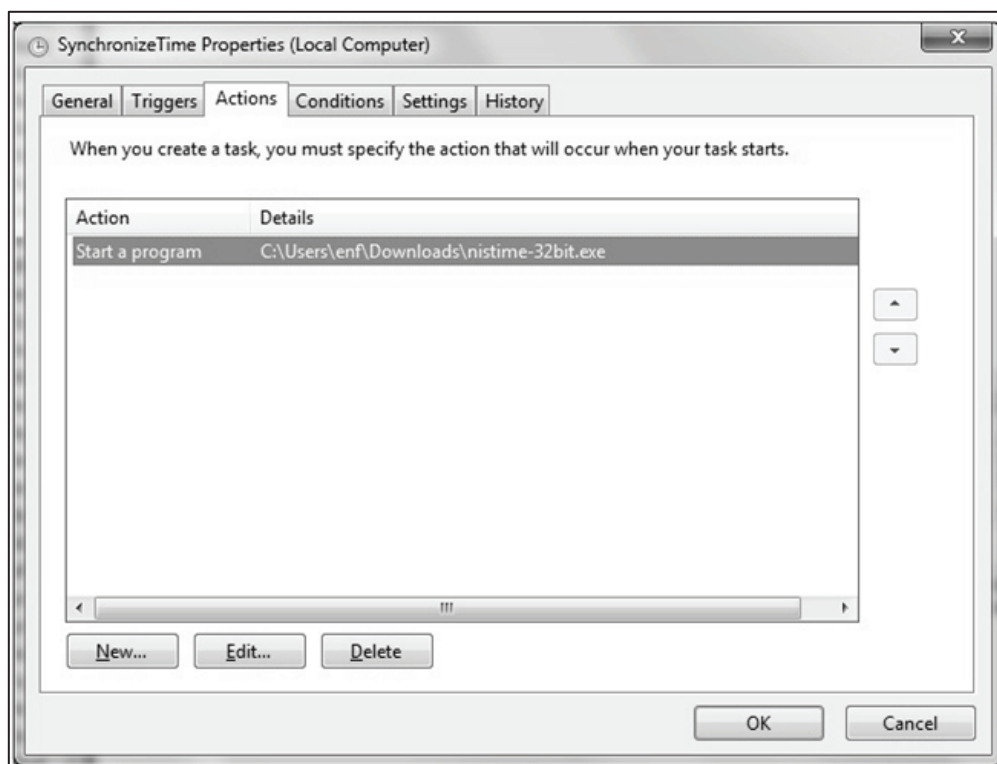 SynchronizeTime Properties (Local Computer)
General Triggers Actions Conditions Settings History
When you create a task, you must specify the action that will occur when your task starts.
Action Details
Start a program C:\Users\enf\Downloads\nistime-32bit.exe
New... Edit... Delete
OK Cancel